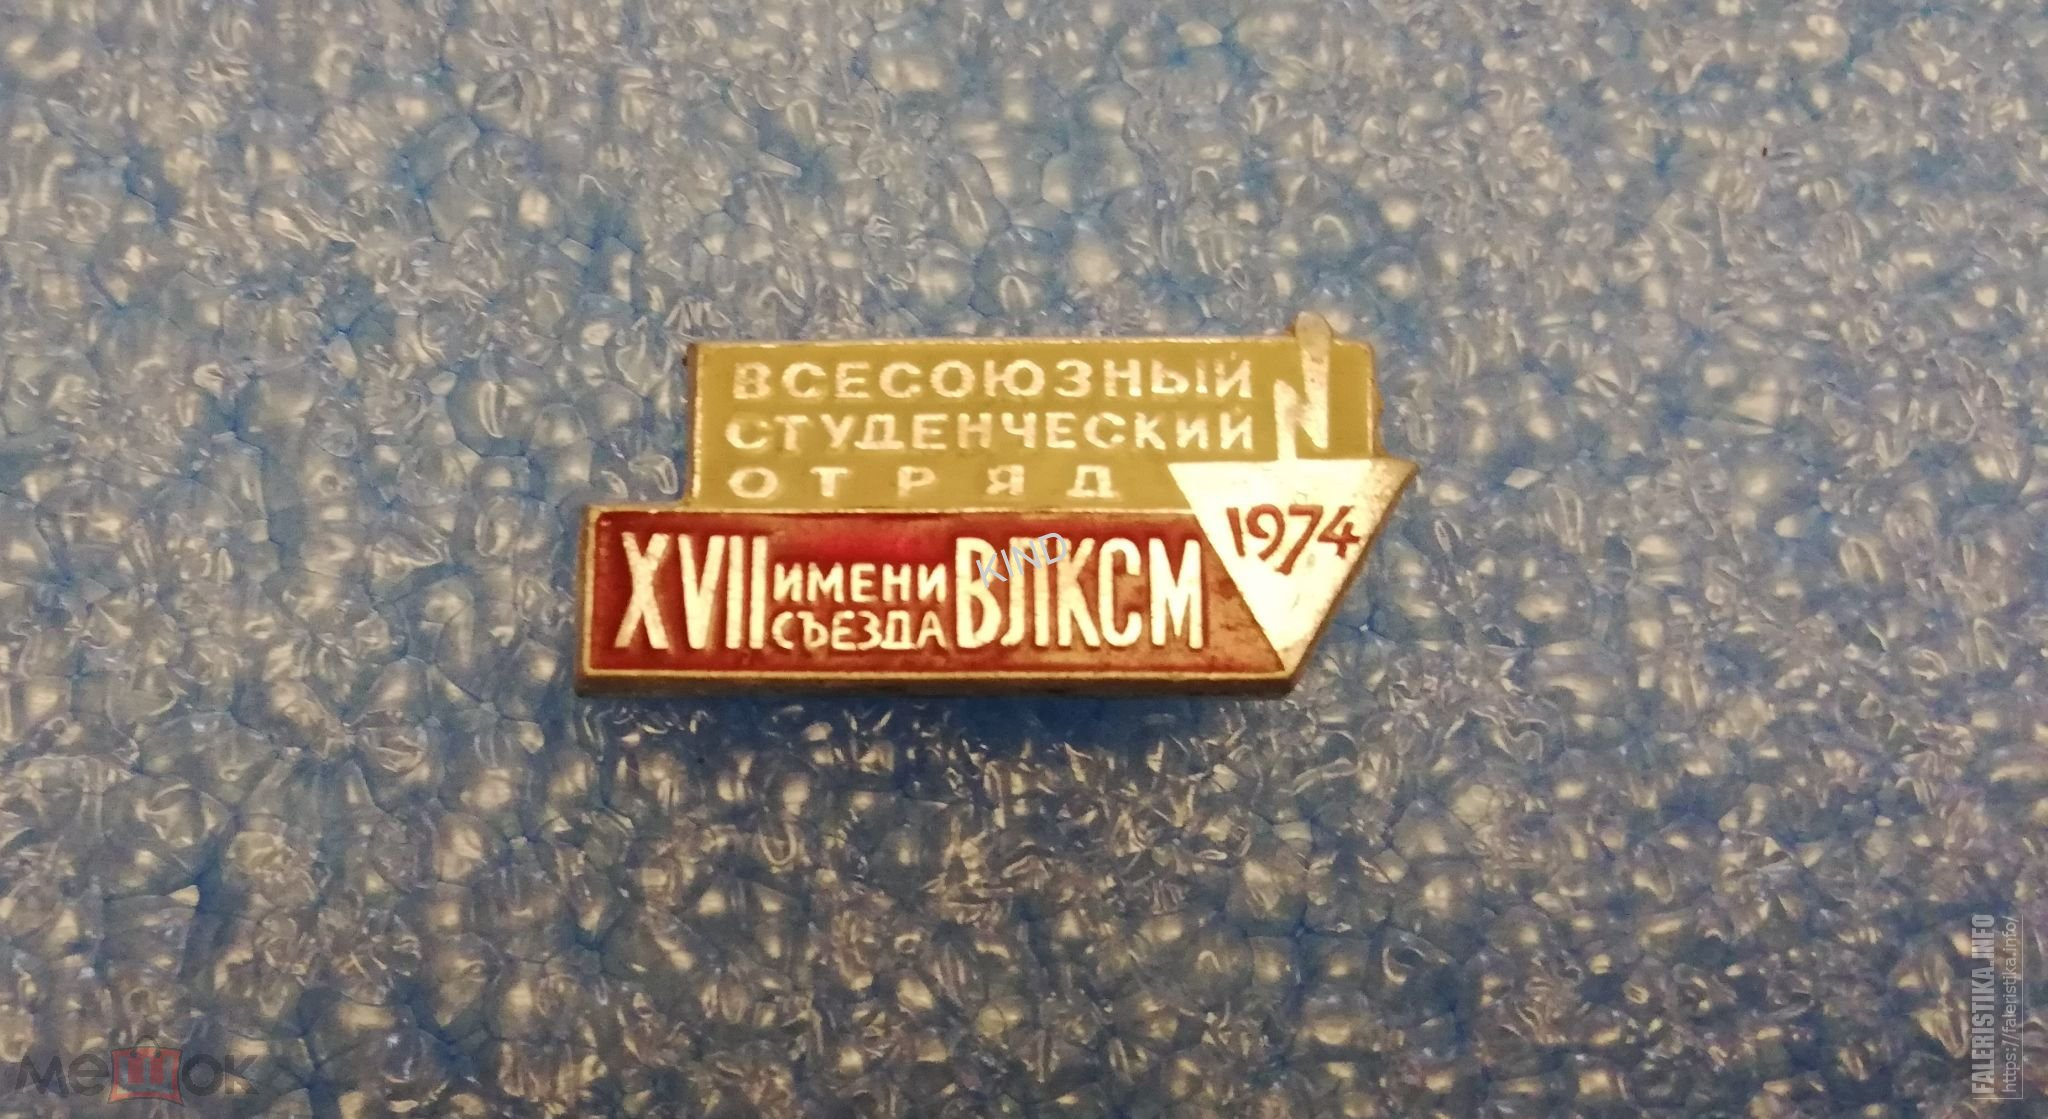 ВСЕСОЮЗНЫЙ
СТУДЕНЧЕСКИЙ
ОТРЯД
1974
XVII ИМЕНИ СЪЕЗДА ВЛКСМ
KIND
мешок
FALERISTIKA.INFO
https://faleristika.info/